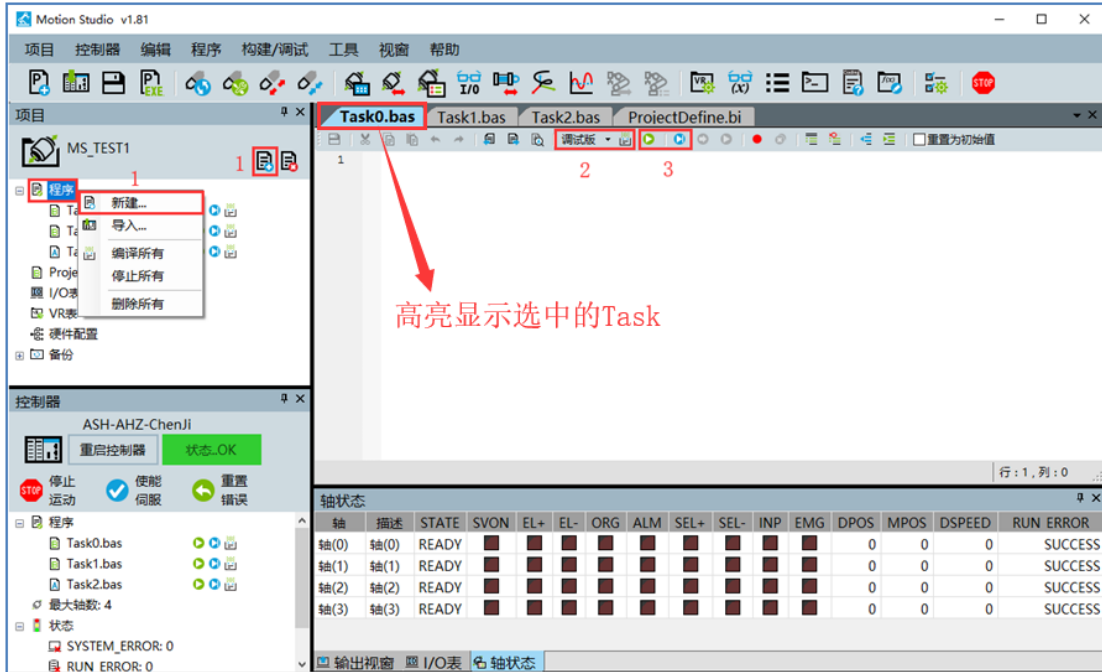 Motion Studio v1.81
项目 控制器 编辑 程序 构建/调试 工具 视窗 帮助
项目
MS_TEST1
1
1
程序
新建...
导入...
编译所有
停止所有
删除所有
Ta
Ta
Ta
Proje
I/O表
VR表
硬件配置
备份
Task0.bas Task1.bas Task2.bas ProjectDefine.bi
调试版 重置为初始值
2 3
1
高亮显示选中的Task
行:1,列:0
控制器
ASH-AHZ-ChenJi
重启控制器 状态..OK
STOP 停止运动 使能伺服 重置错误
程序
Task0.bas
Task1.bas
Task2.bas
最大轴数: 4
状态
SYSTEM_ERROR: 0
RUN ERROR: 0
轴状态
轴 描述 STATE SVON EL+ EL- ORG ALM SEL+ SEL- INP EMG DPOS MPOS DSPEED RUN ERROR
轴(0) 轴(0) READY 0 0 0 SUCCESS
轴(1) 轴(1) READY 0 0 0 SUCCESS
轴(2) 轴(2) READY 0 0 0 SUCCESS
轴(3) 轴(3) READY 0 0 0 SUCCESS
输出视窗 I/O表 轴状态